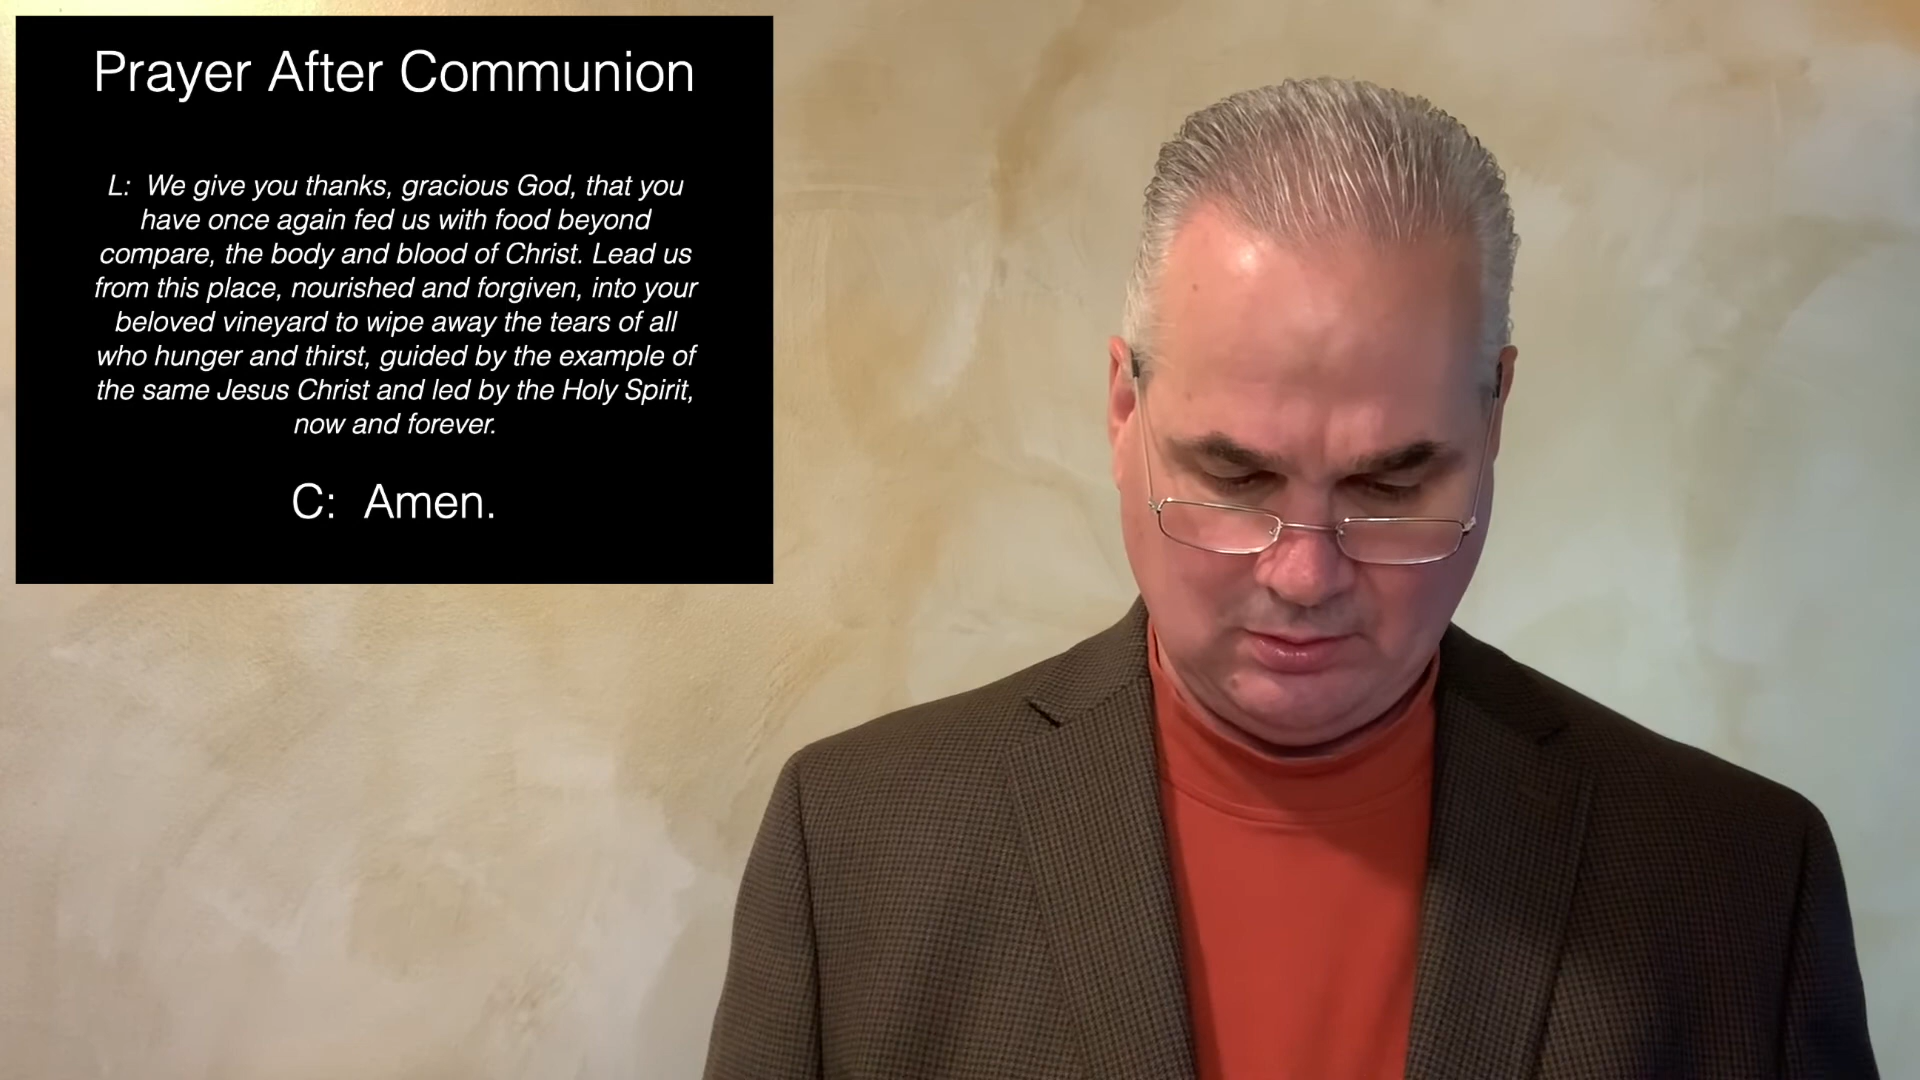 Prayer After Communion
L: We give you thanks, gracious God, that you
have once again fed us with food beyond
compare, the body and blood of Christ. Lead us
from this place, nourished and forgiven, into your
beloved vineyard to wipe away the tears of all
who hunger and thirst, guided by the example of
the same Jesus Christ and led by the Holy Spirit,
now and forever.
C: Amen.